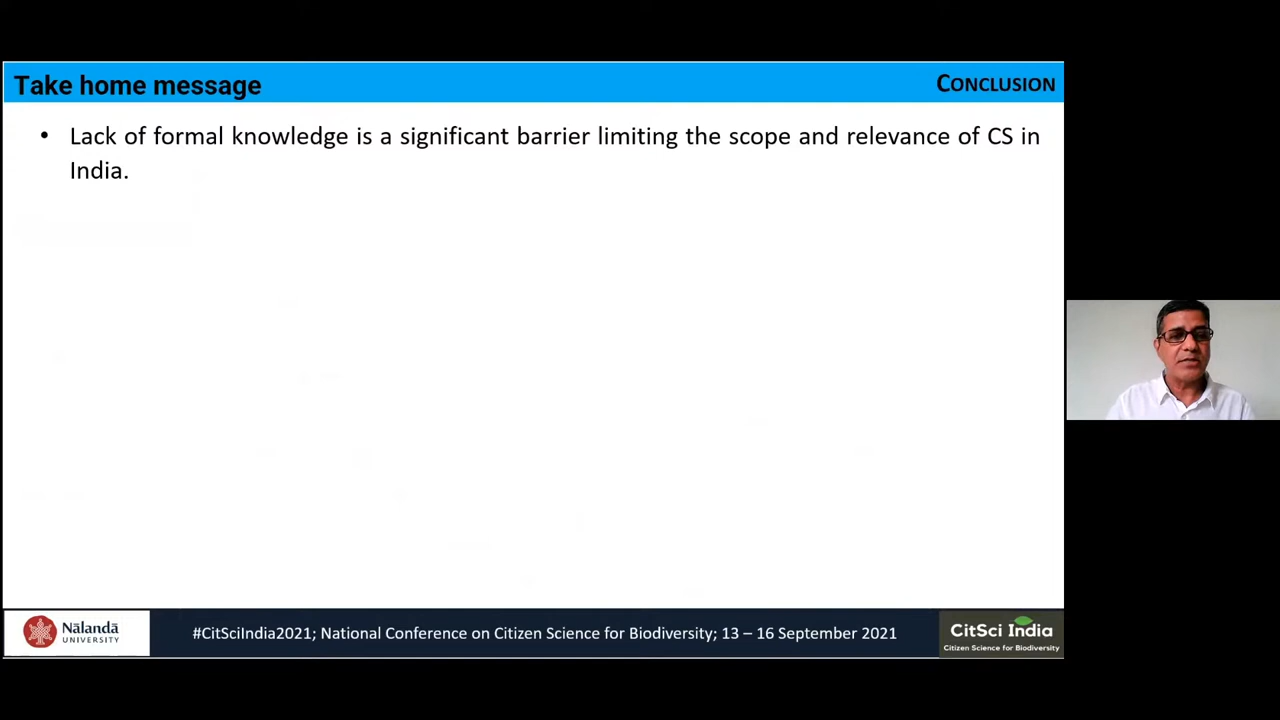 Take home message
CONCLUSION
• Lack of formal knowledge is a significant barrier limiting the scope and relevance of CS in
India.
Nālandā
UNIVERSITY
#CitSciIndia2021; National Conference on Citizen Science for Biodiversity; 13 – 16 September 2021
CitSci India
Citizen Science for Biodiversity